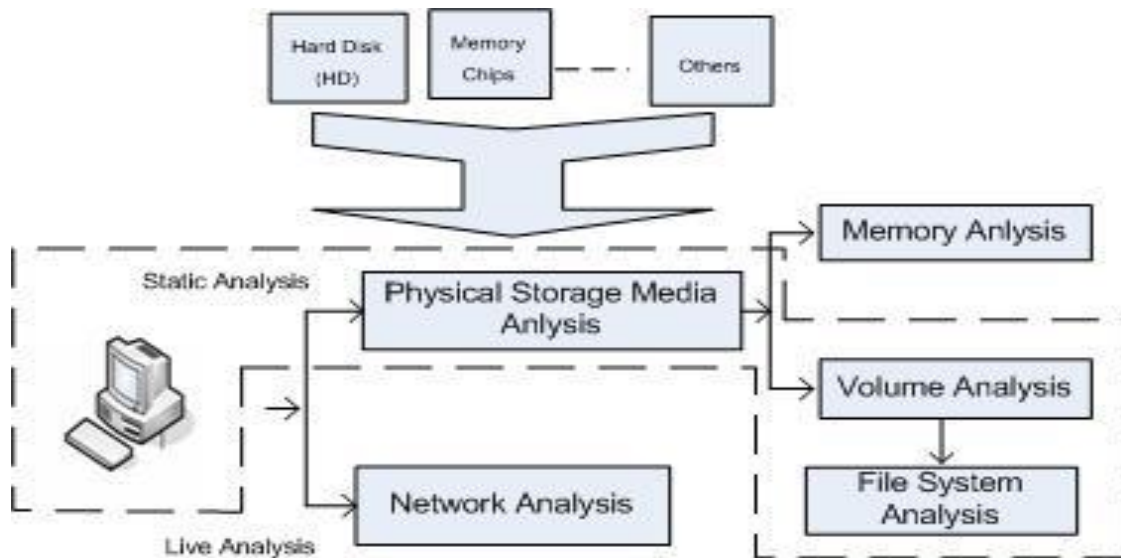 Hard Disk
(HD)
Memory
Chips
Others
Memory Anlysis
Static Analysis
Physical Storage Media
Anlysis
Volume Analysis
Network Analysis
File System
Analysis
Live Analysis